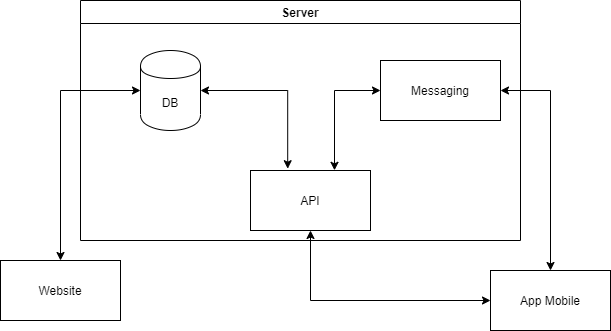 Server
DB
Messaging
API
Website
App Mobile